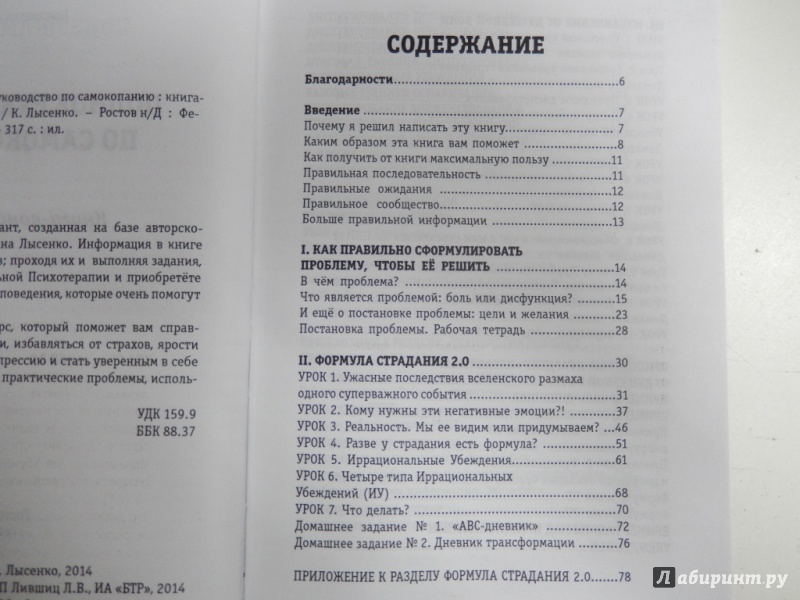 уководство по самокопанию : книга-
/ К. Лысенко. – Ростов н/Д : Фе-
317 с. : ил.
ант, созданная на базе авторско-
на Лысенко. Информация в книге
в; проходя их и выполняя задания,
льной Психотерапии и приобретёте
поведения, которые очень помогут
рс, который поможет вам справ-
и, избавляться от страхов, ярости
прессию и стать уверенным в себе
практические проблемы, исполь-
УДК 159.9
ББК 88.37
. Лысенко, 2014
П Лившиц Л.В., ИА «БТР», 2014
СОДЕРЖАНИЕ
Благодарности..........6
Введение ..........7
Почему я решил написать эту книгу.......... 7
Каким образом эта книга вам поможет ..........8
Как получить от книги максимальную пользу ..........11
Правильная последовательность ..........11
Правильные ожидания ..........12
Правильное сообщество..........12
Больше правильной информации ..........13
I. КАК ПРАВИЛЬНО СФОРМУЛИРОВАТЬ
ПРОБЛЕМУ, ЧТОБЫ ЕЁ РЕШИТЬ ..........14
В чём проблема? ..........14
Что является проблемой: боль или дисфункция? ..........15
И ещё о постановке проблемы: цели и желания ..........23
Постановка проблемы. Рабочая тетрадь ..........28
II. ФОРМУЛА СТРАДАНИЯ 2.0 ..........30
УРОК 1. Ужасные последствия вселенского размаха
одного суперважного события ..........31
УРОК 2. Кому нужны эти негативные эмоции?! ..........37
УРОК 3. Реальность. Мы ее видим или придумываем? ...46
УРОК 4. Разве у страдания есть формула? ..........51
УРОК 5. Иррациональные Убеждения..........61
УРОК 6. Четыре типа Иррациональных
Убеждений (ИУ) ..........68
УРОК 7. Что делать? ..........70
Домашнее задание № 1. «АВС-дневник» ..........72
Домашнее задание № 2. Дневник трансформации ..........76
ПРИЛОЖЕНИЕ К РАЗДЕЛУ ФОРМУЛА СТРАДАНИЯ 2.0.......78
Лабиринт.ру